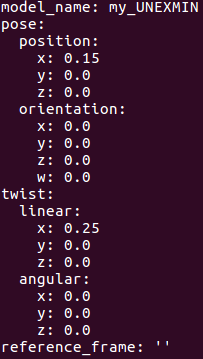 model_name: my_UNEXMIN
pose:
  position:
    x: 0.15
    y: 0.0
    z: 0.0
  orientation:
    x: 0.0
    y: 0.0
    z: 0.0
    w: 0.0
twist:
  linear:
    x: 0.25
    y: 0.0
    z: 0.0
  angular:
    x: 0.0
    y: 0.0
    z: 0.0
reference_frame: ''